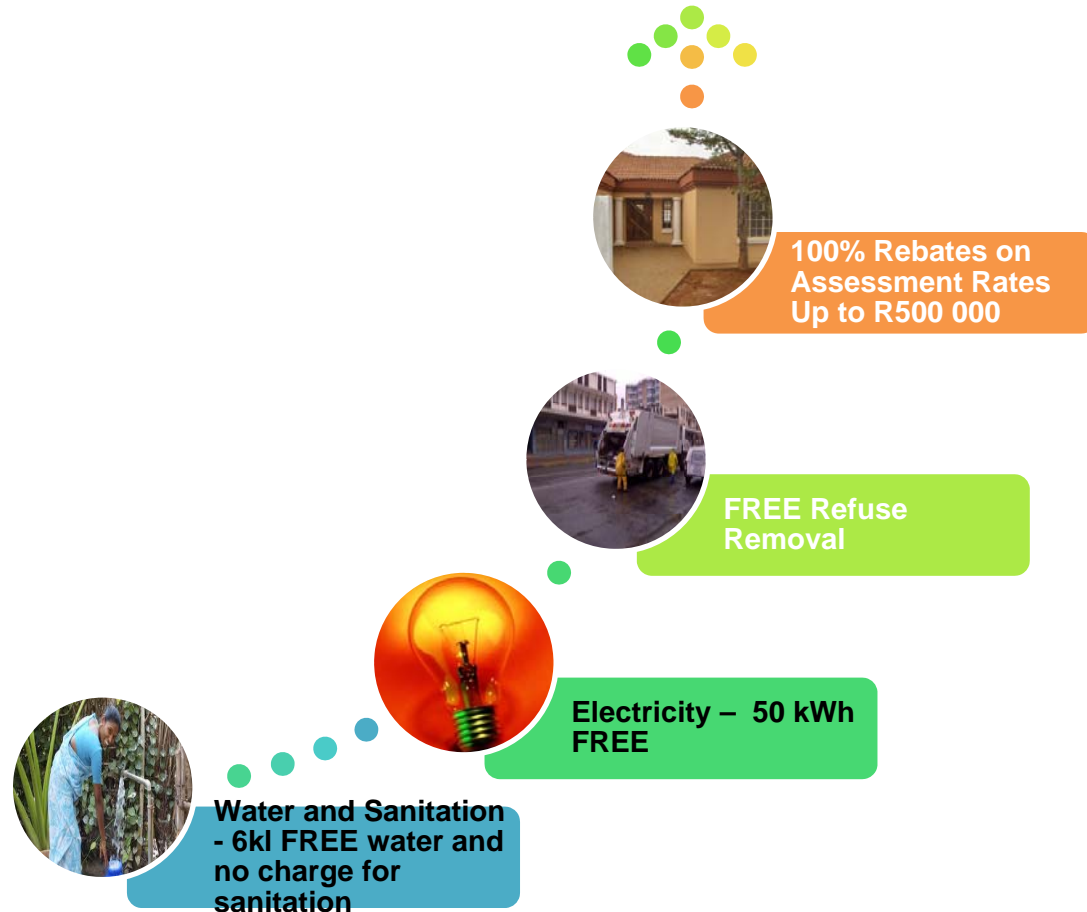 100% Rebates on
Assessment Rates
Up to R500 000
FREE Refuse
Removal
Electricity –  50 kWh
FREE
Water and Sanitation
- 6kl FREE water and
no charge for
sanitation